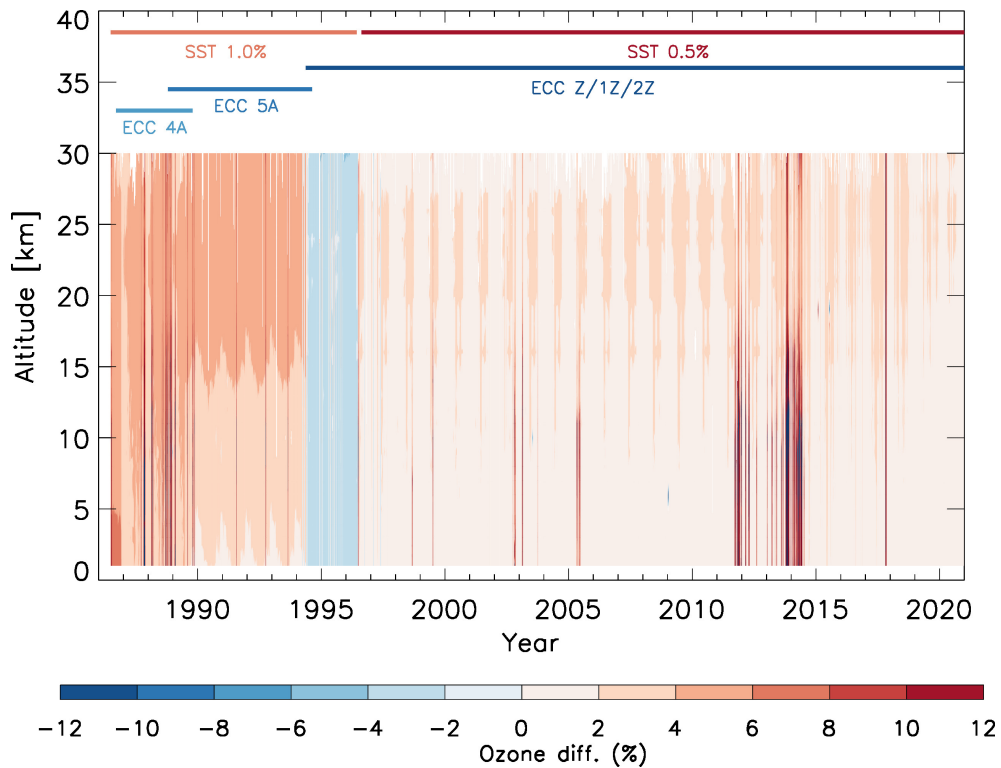 40
SST 1.0%
SST 0.5%
35
ECC Z/1Z/2Z
ECC 5A
ECC 4A
30
25
20
15
10
5
0
Altitude [km]
1990 1995 2000 2005 2010 2015 2020
Year
−12 −10 −8 −6 −4 −2 0 2 4 6 8 10 12
Ozone diff. (%)